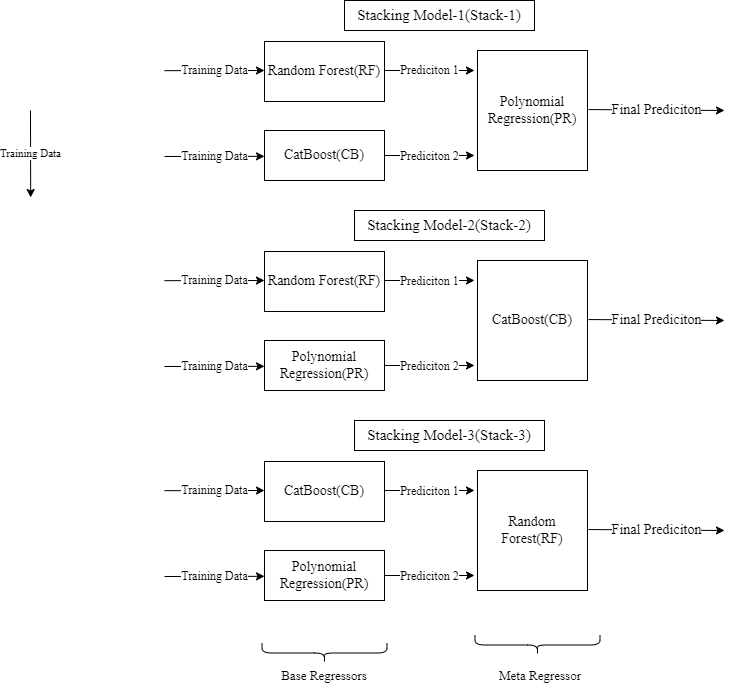 Stacking Model-1(Stack-1)
Training Data
Random Forest(RF)
Prediciton 1
Polynomial
Regression(PR)
Final Prediciton
Training Data
Training Data
CatBoost(CB)
Prediciton 2
Stacking Model-2(Stack-2)
Training Data
Random Forest(RF)
Prediciton 1
CatBoost(CB)
Final Prediciton
Training Data
Polynomial
Regression(PR)
Prediciton 2
Stacking Model-3(Stack-3)
Training Data
CatBoost(CB)
Prediciton 1
Random
Forest(RF)
Final Prediciton
Training Data
Polynomial
Regression(PR)
Prediciton 2
Base Regressors
Meta Regressor